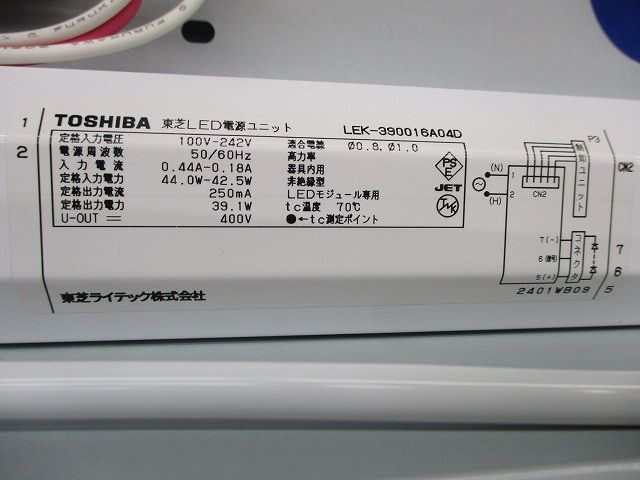 TOSHIBA 東芝LED電源ユニット LEK-390016A04D
定格入力電圧 100V-242V 適合電線 Ø0.8, Ø1.0
電源周波数 50/60Hz 高力率
入力電流 0.44A-0.18A 器具内用
定格入力電力 44.0W-42.5W 非絶縁型
定格出力電流 250mA LEDモジュール専用
定格出力電力 39.1W tc温度 70℃
U-OUT 400V ●←tc測定ポイント
PS
E
JET
東芝ライテック株式会社
1
2
(N)
(H)
1
2
CN2
P3
制御ユニット
コネクタ
7(-)
6(信号)
5(+)
2401WB09
CN2
7
6
5